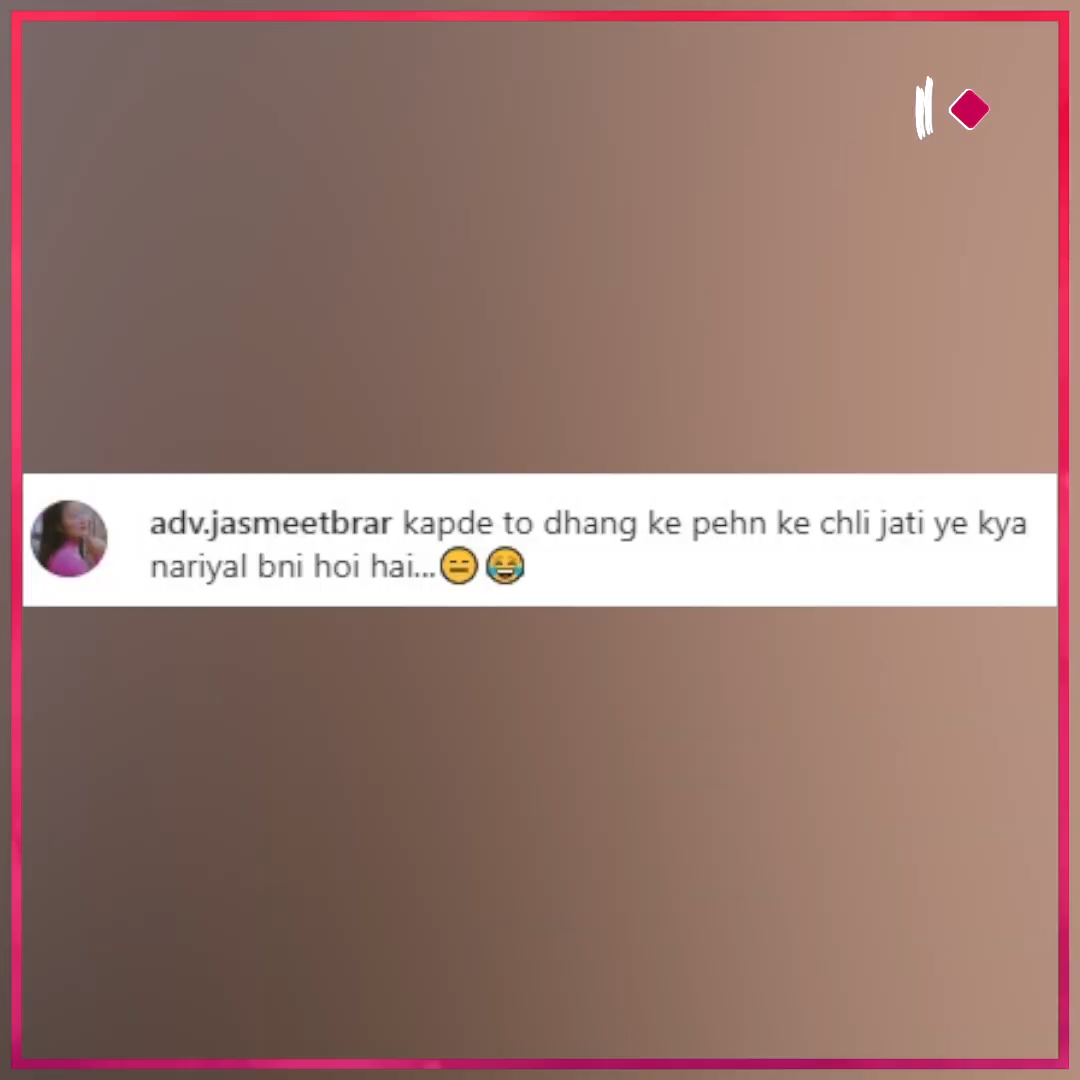 adv.jasmeetbrar kapde to dhang ke pehn ke chli jati ye kya
nariyal bni hoi hai...😑😂